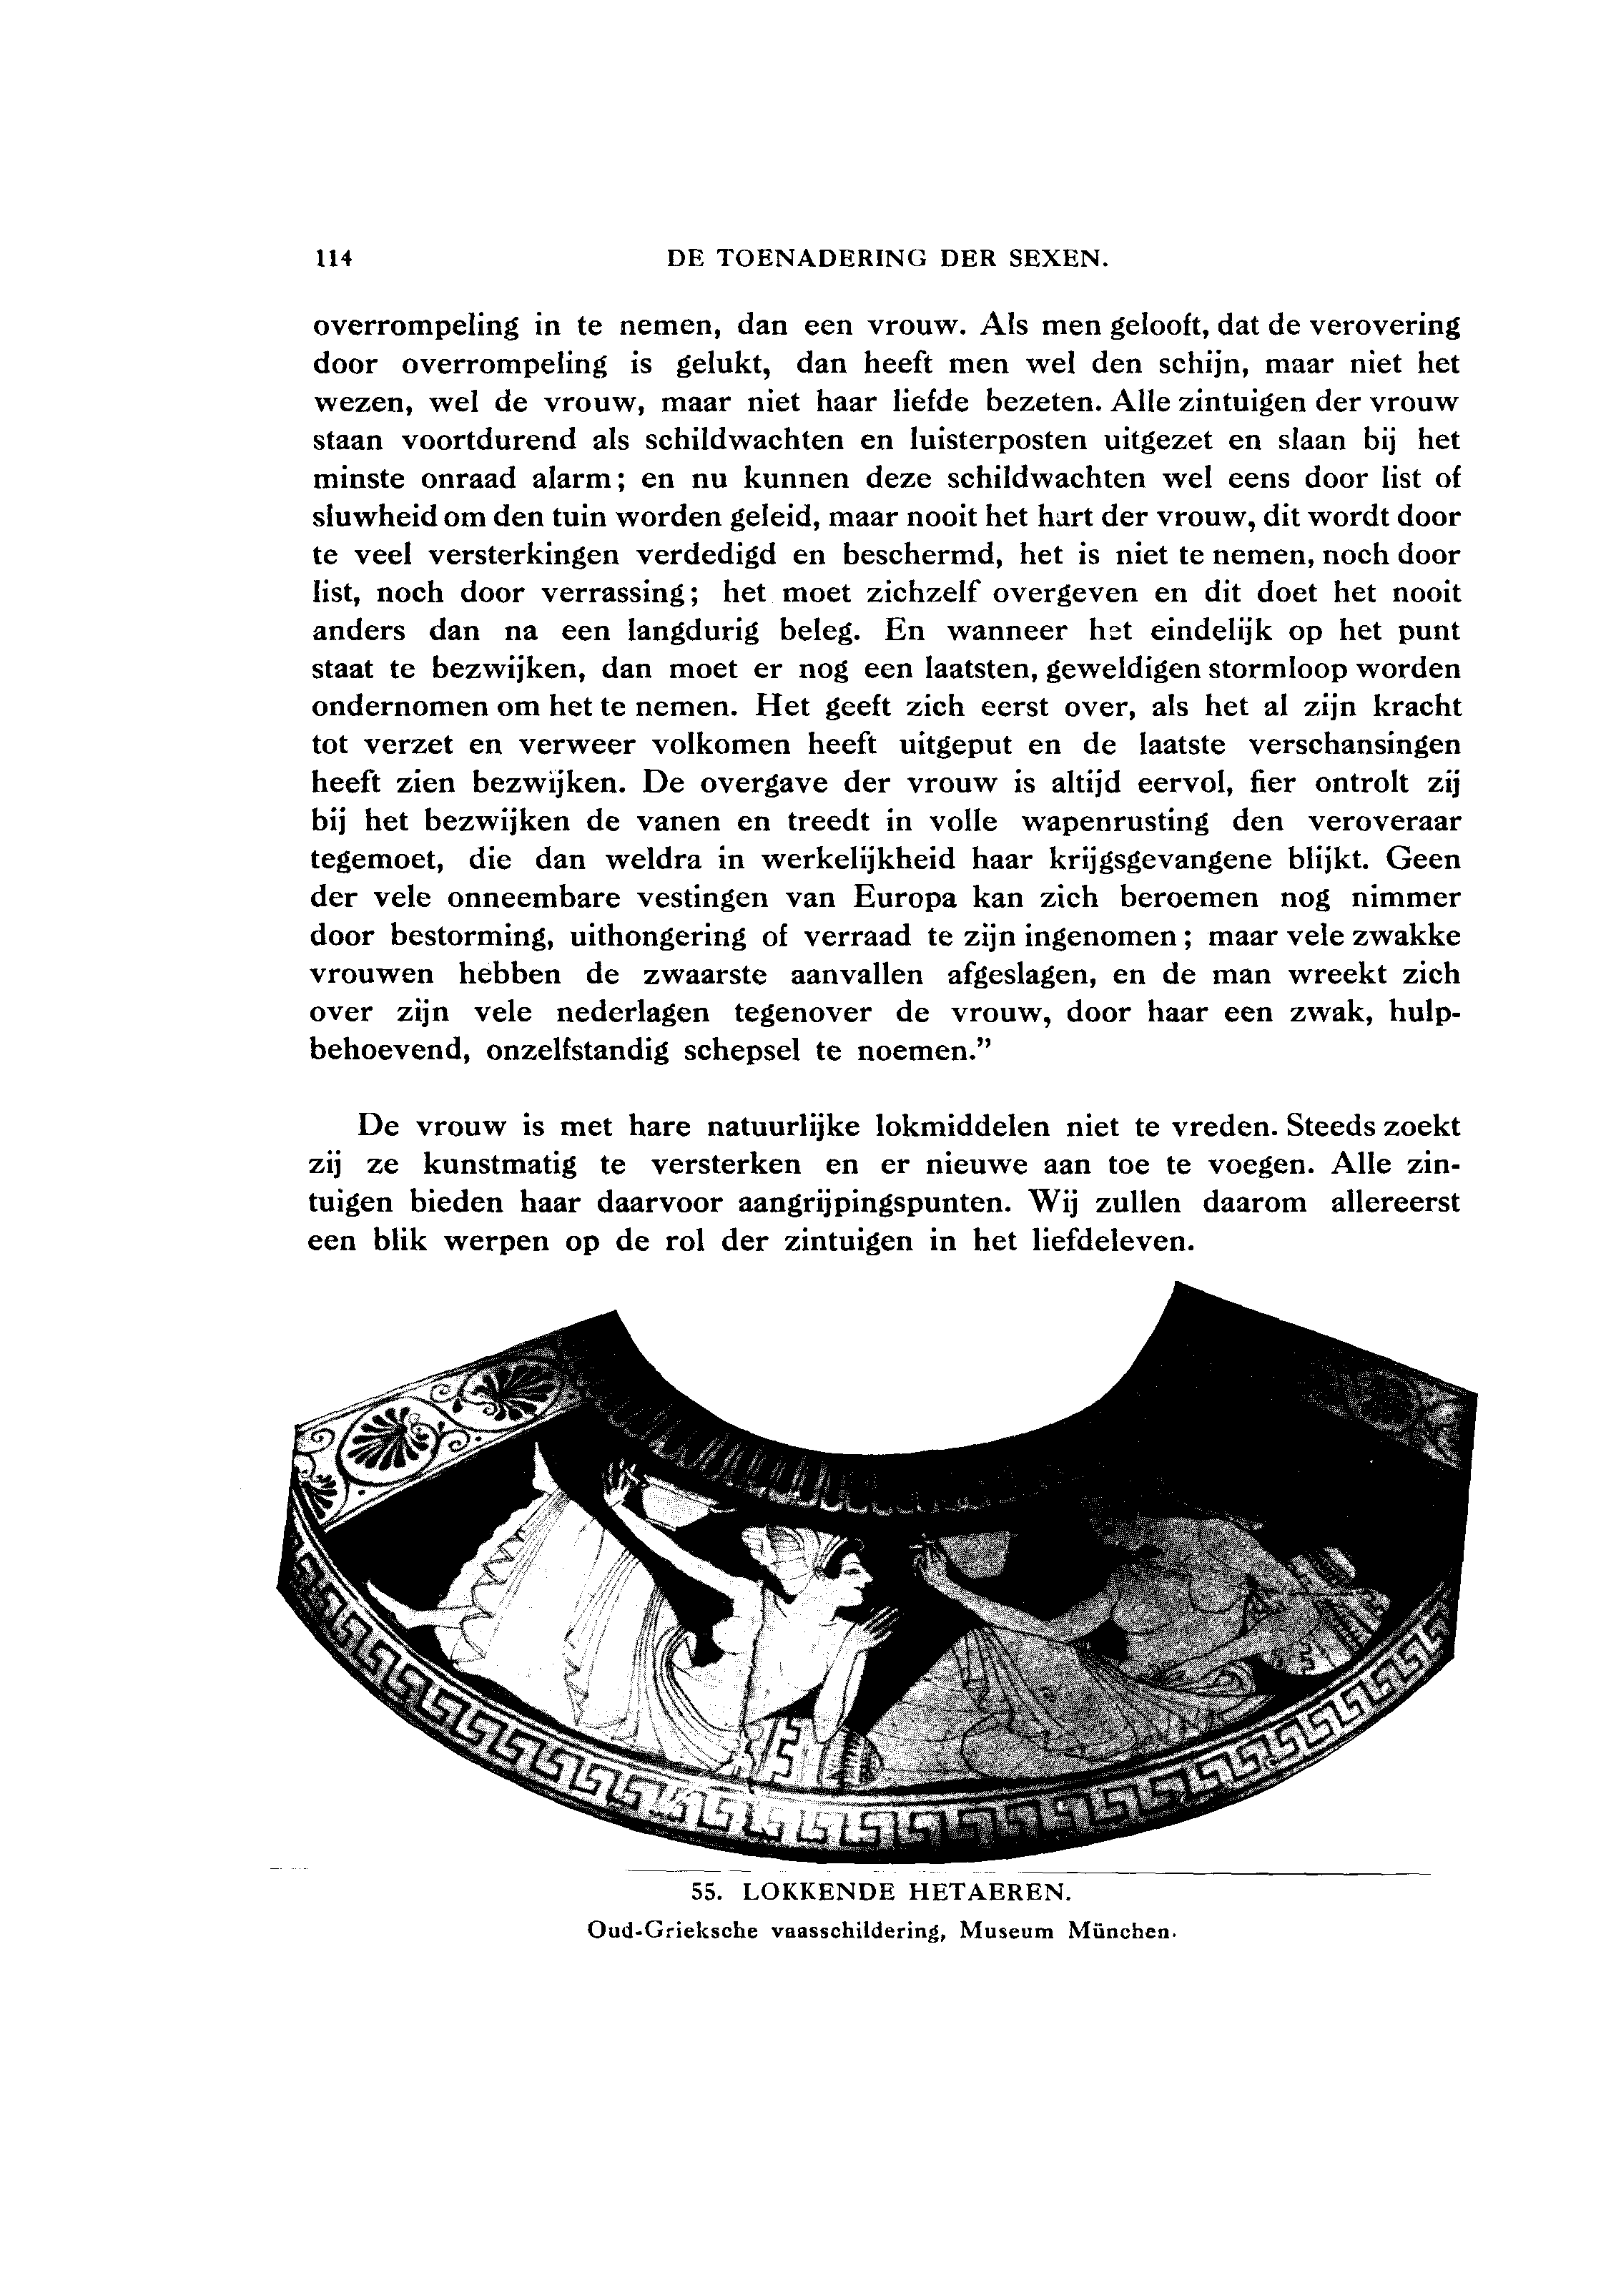 114 DE TOENADERING DER SEXEN.
overrompeling in te nemen, dan een vrouw. Als men gelooft, dat de verovering
door overrompeling is gelukt, dan heeft men wel den schijn, maar niet het
wezen, wel de vrouw, maar niet haar liefde bezeten. Alle zintuigen der vrouw
staan voortdurend als schildwachten en luisterposten uitgezet en slaan bij het
minste onraad alarm; en nu kunnen deze schildwachten wel eens door list of
sluwheid om den tuin worden geleid, maar nooit het hart der vrouw, dit wordt door
te veel versterkingen verdedigd en beschermd, het is niet te nemen, noch door
list, noch door verrassing; het moet zichzelf overgeven en dit doet het nooit
anders dan na een langdurig beleg. En wanneer het eindelijk op het punt
staat te bezwijken, dan moet er nog een laatsten, geweldigen stormloop worden
ondernomen om het te nemen. Het geeft zich eerst over, als het al zijn kracht
tot verzet en verweer volkomen heeft uitgeput en de laatste verschansingen
heeft zien bezwijken. De overgave der vrouw is altijd eervol, fier ontrolt zij
bij het bezwijken de vanen en treedt in volle wapenrusting den veroveraar
tegemoet, die dan weldra in werkelijkheid haar krijgsgevangene blijkt. Geen
der vele onneembare vestingen van Europa kan zich beroemen nog nimmer
door bestorming, uithongering of verraad te zijn ingenomen; maar vele zwakke
vrouwen hebben de zwaarste aanvallen afgeslagen, en de man wreekt zich
over zijn vele nederlagen tegenover de vrouw, door haar een zwak, hulp-
behoevend, onzelfstandig schepsel te noemen.”
De vrouw is met hare natuurlijke lokmiddelen niet te vreden. Steeds zoekt
zij ze kunstmatig te versterken en er nieuwe aan toe te voegen. Alle zin-
tuigen bieden haar daarvoor aangrijpingspunten. Wij zullen daarom allereerst
een blik werpen op de rol der zintuigen in het liefdeleven.
55. LOKKENDE HETAEREN.
Oud-Grieksche vaasschildering, Museum München.